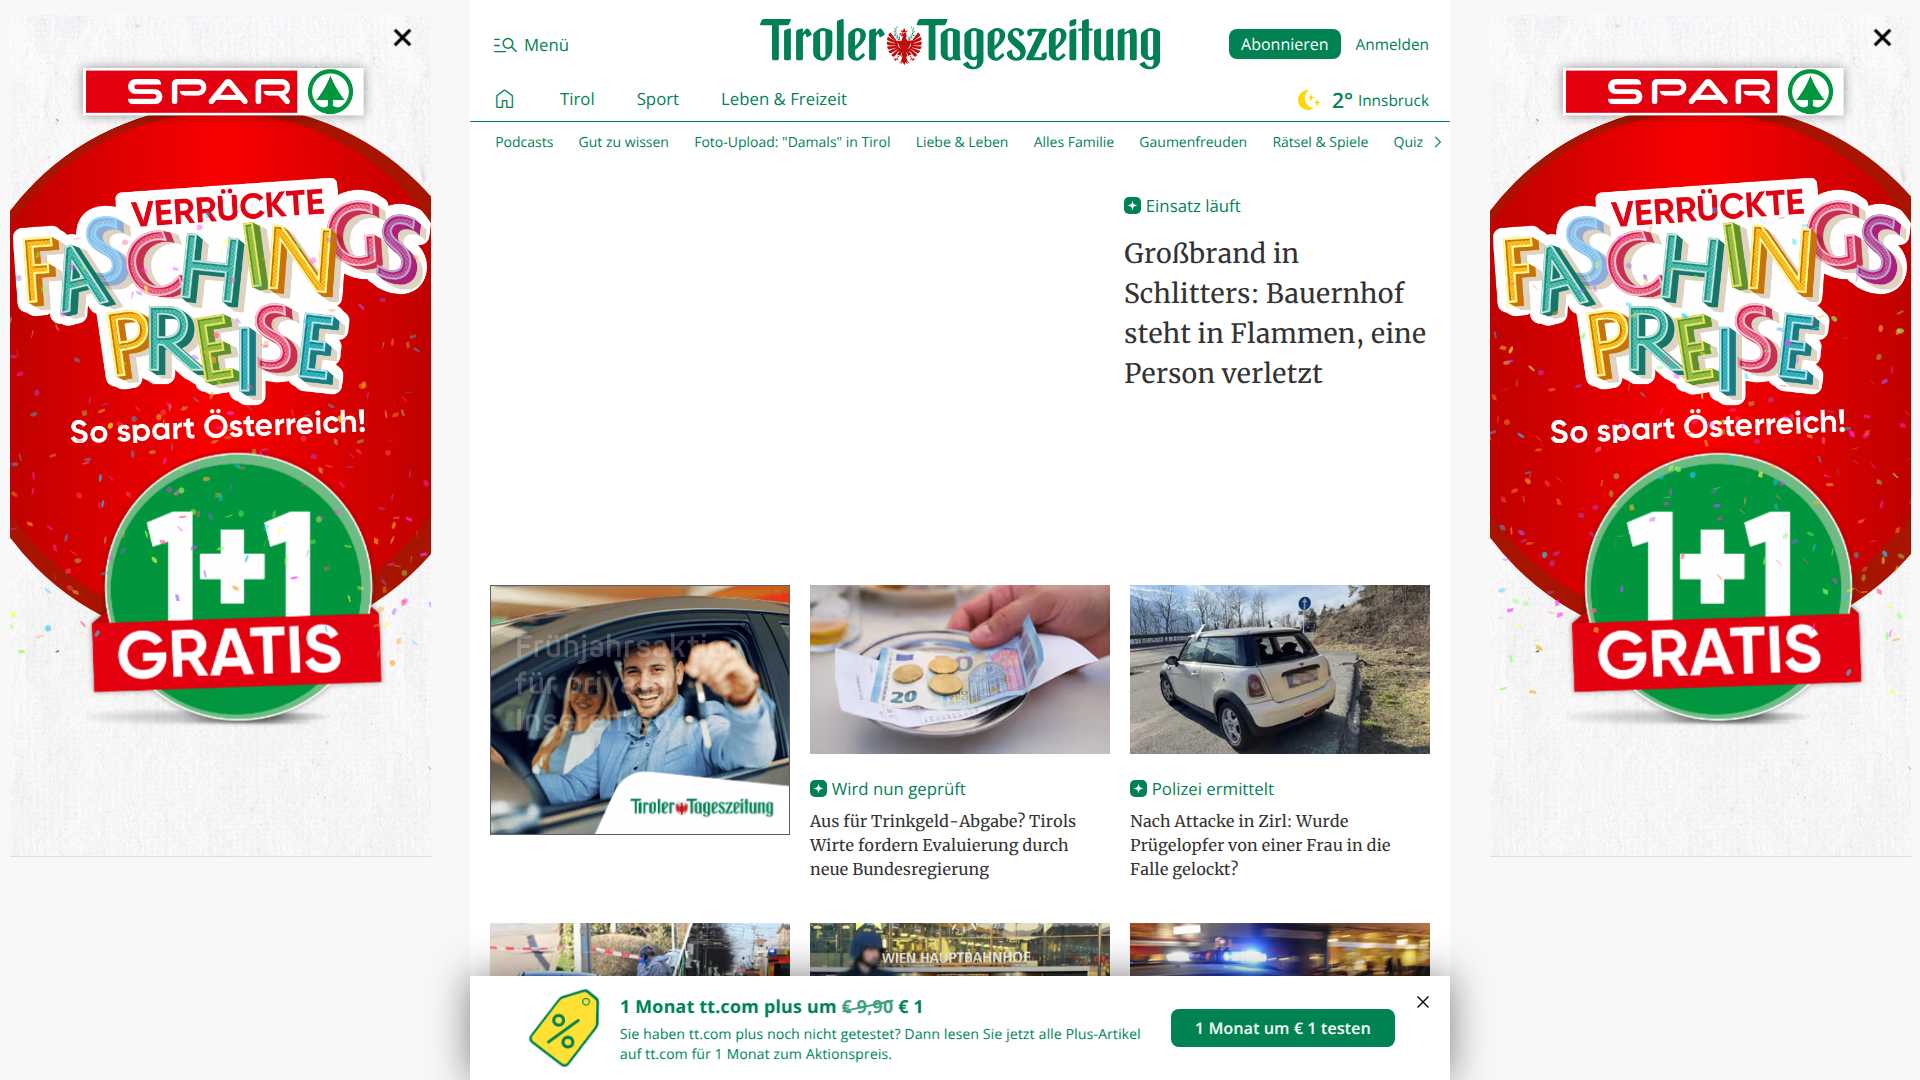 Menü
Tiroler Tageszeitung
Abonnieren
Anmelden
Tirol
Sport
Leben & Freizeit
2° Innsbruck
Podcasts
Gut zu wissen
Foto-Upload: "Damals" in Tirol
Liebe & Leben
Alles Familie
Gaumenfreuden
Rätsel & Spiele
Quiz
SPAR
VERRÜCKTE
FASCHINGS
PREISE
So spart Österreich!
1+1
GRATIS
Einsatz läuft
Großbrand in
Schlitters: Bauernhof
steht in Flammen, eine
Person verletzt
SPAR
VERRÜCKTE
FASCHINGS
PREISE
So spart Österreich!
1+1
GRATIS
Frühjahrsaktion
für private
Inserenten
Tiroler Tageszeitung
20
Wird nun geprüft
Aus für Trinkgeld-Abgabe? Tirols
Wirte fordern Evaluierung durch
neue Bundesregierung
Polizei ermittelt
Nach Attacke in Zirl: Wurde
Prügelopfer von einer Frau in die
Falle gelockt?
WIEN HAUPTBAHNHOF
1 Monat tt.com plus um € 9,90 € 1
Sie haben tt.com plus noch nicht getestet? Dann lesen Sie jetzt alle Plus-Artikel
auf tt.com für 1 Monat zum Aktionspreis.
1 Monat um € 1 testen